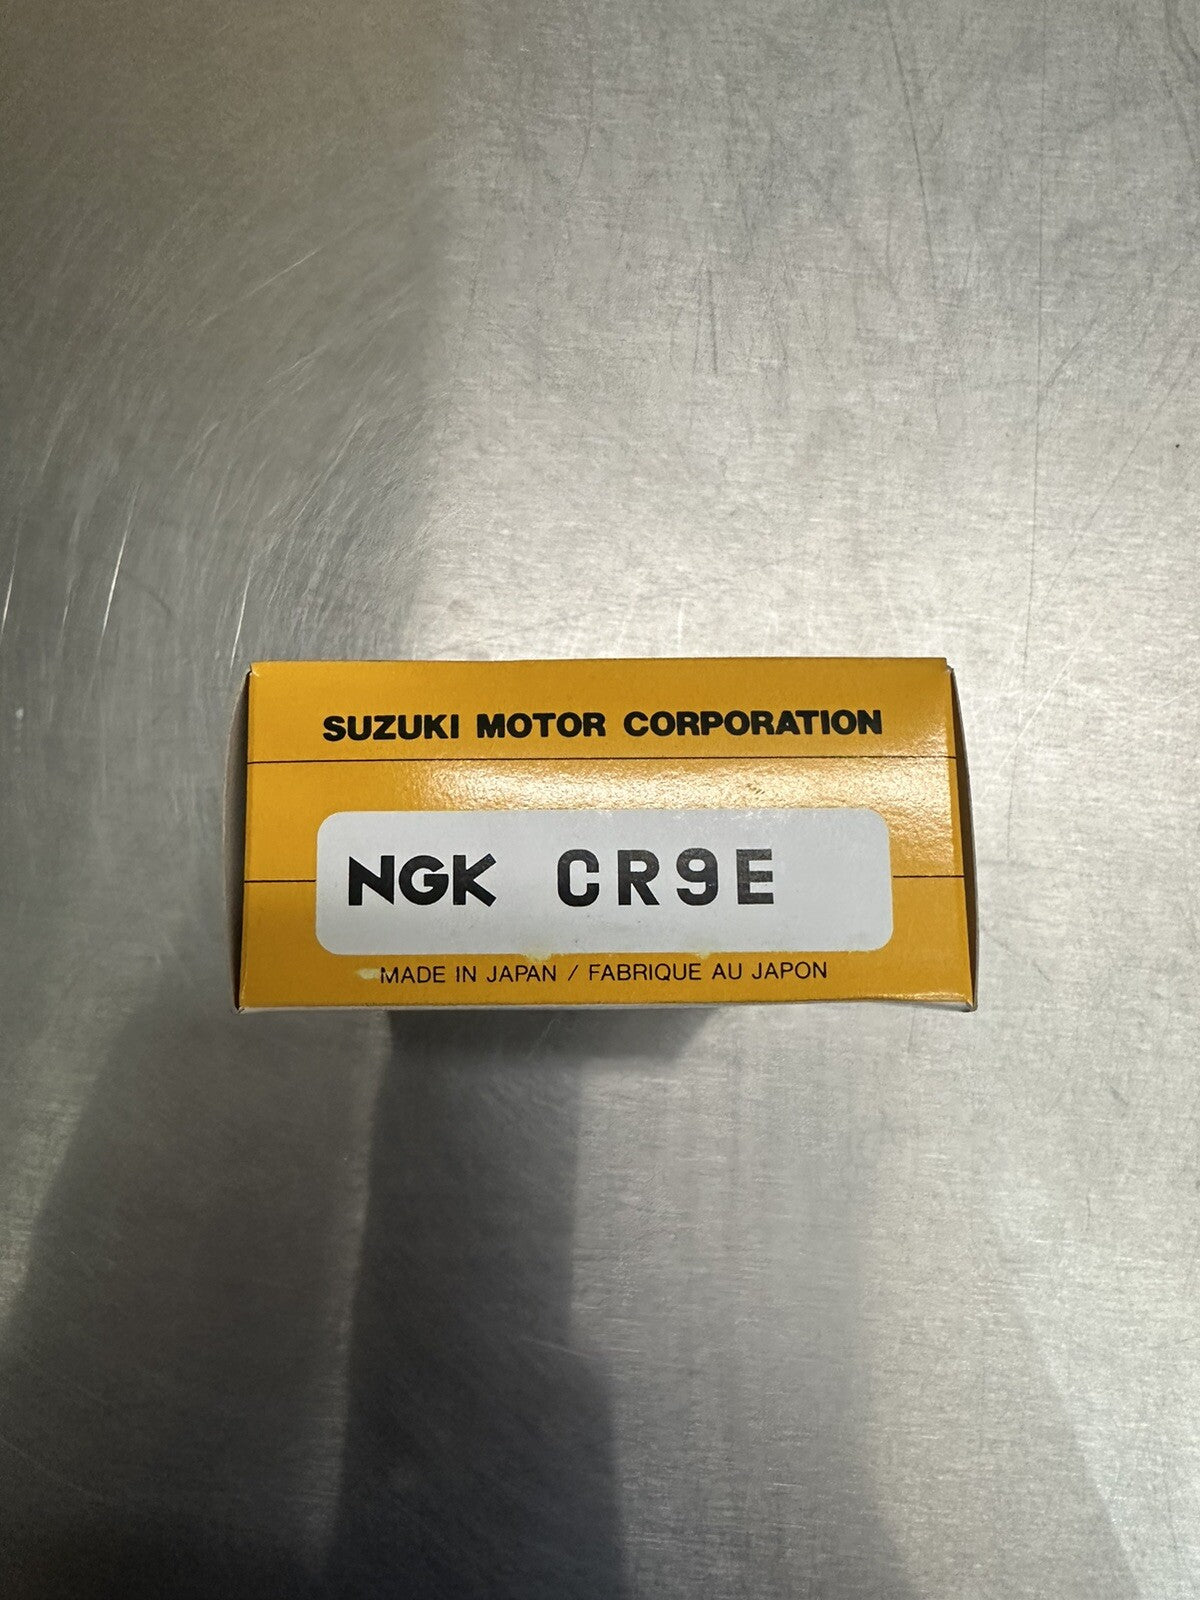 SUZUKI MOTOR CORPORATION
NGK CR9E
MADE IN JAPAN / FABRIQUE AU JAPON